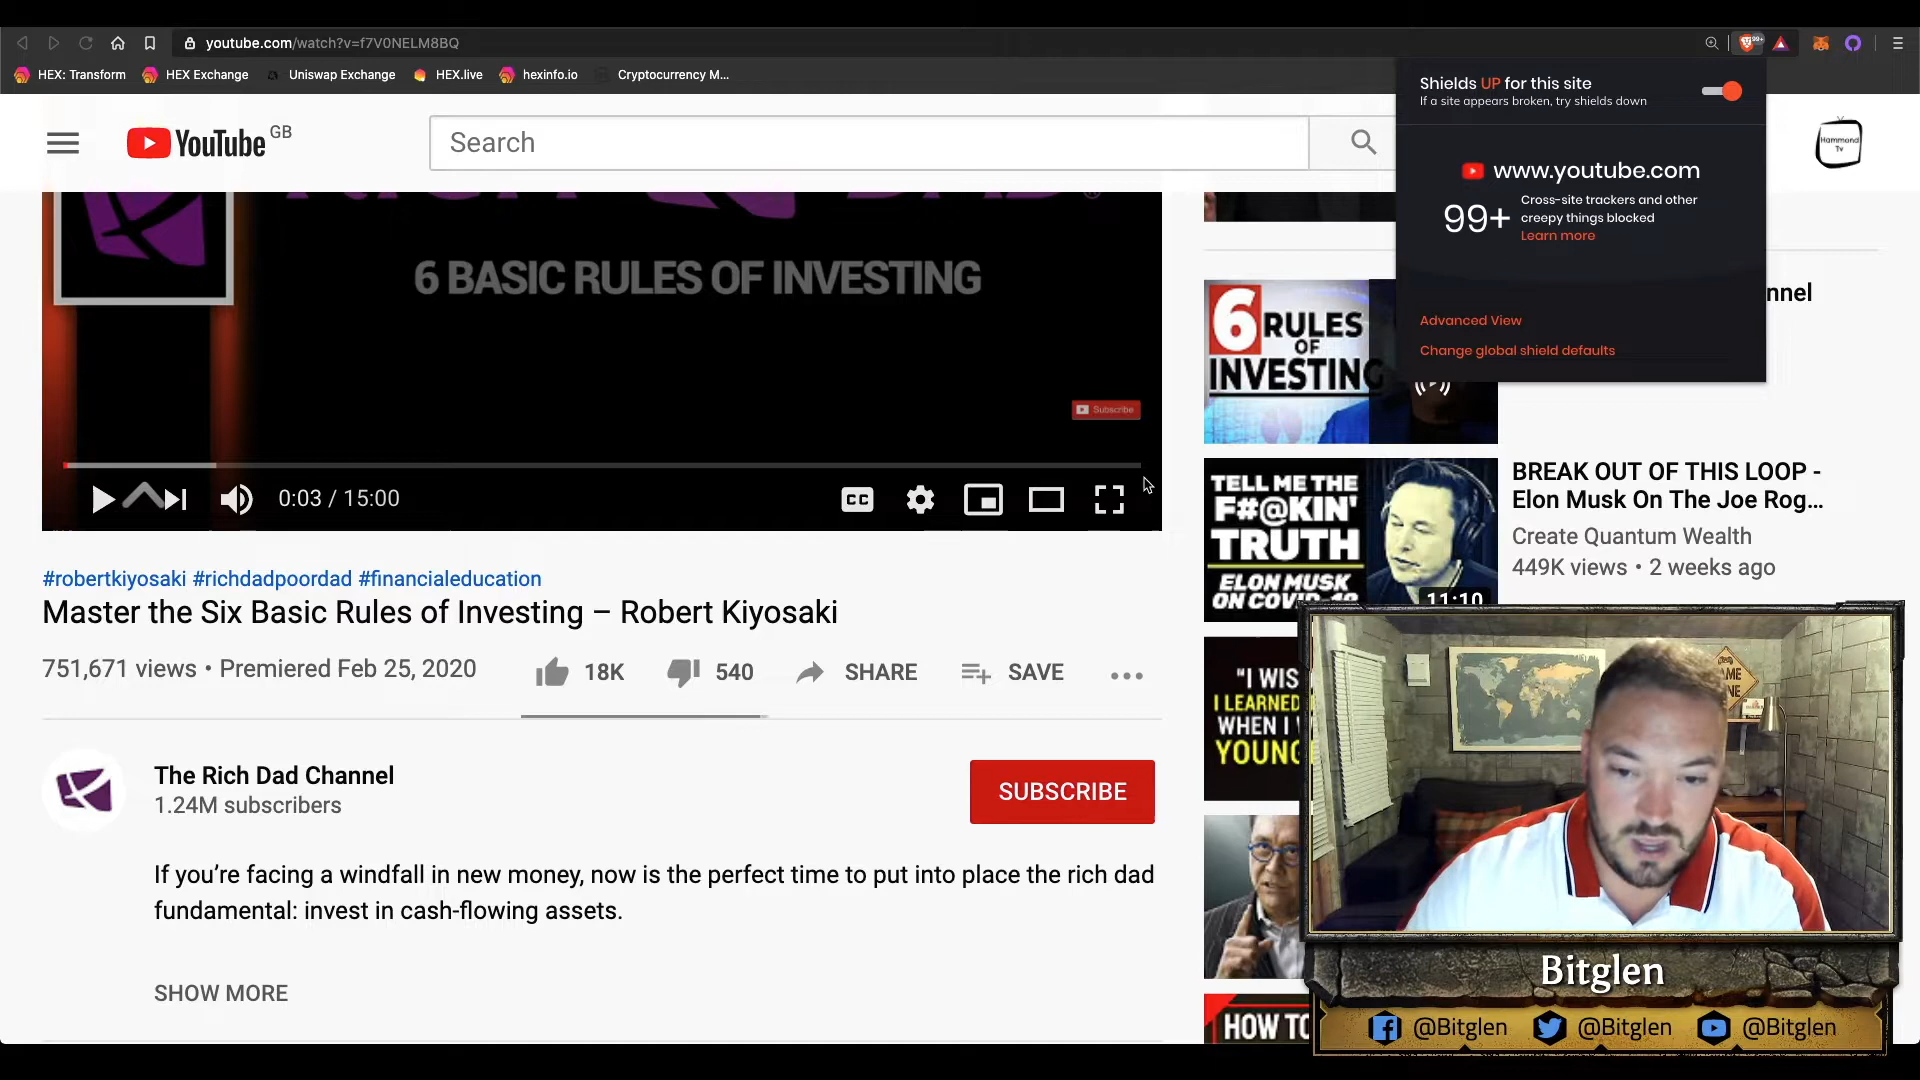 youtube.com/watch?v=f7V0NELM8BQ
99+
HEX: Transform
HEX Exchange
Uniswap Exchange
HEX.live
hexinfo.io
Cryptocurrency M...
Shields UP for this site
If a site appears broken, try shields down
www.youtube.com
99+
Cross-site trackers and other
creepy things blocked
Learn more
Advanced View
Change global shield defaults
YouTube GB
Search
Hammond
Tv
6 BASIC RULES OF INVESTING
Subscribe
0:03 / 15:00
CC
#robertkiyosaki #richdadpoordad #financialeducation
Master the Six Basic Rules of Investing – Robert Kiyosaki
751,671 views • Premiered Feb 25, 2020
18K
540
SHARE
SAVE
The Rich Dad Channel
1.24M subscribers
SUBSCRIBE
If you’re facing a windfall in new money, now is the perfect time to put into place the rich dad
fundamental: invest in cash-flowing assets.
SHOW MORE
nnel
6 RULES
OF
INVESTING
TELL ME THE
F#@KIN'
TRUTH
ELON MUSK
ON COVID-19
11:10
BREAK OUT OF THIS LOOP -
Elon Musk On The Joe Rog...
Create Quantum Wealth
449K views • 2 weeks ago
"I WIS
I LEARNED
WHEN I
YOUNG
HOW TO
Bitglen
@Bitglen
@Bitglen
@Bitglen